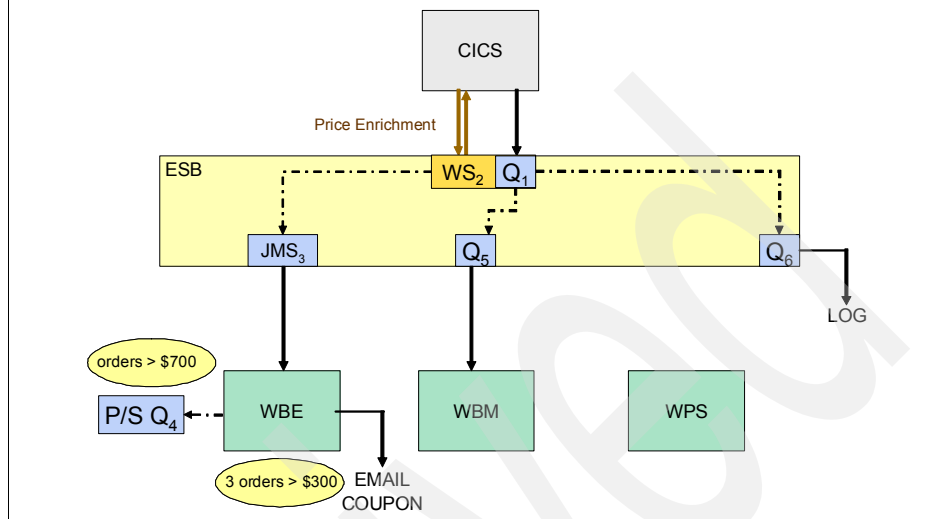 CICS
Price Enrichment
ESB
WS2
Q1
JMS3
Q5
Q6
LOG
orders > $700
P/S Q4
WBE
WBM
WPS
3 orders > $300
EMAIL
COUPON